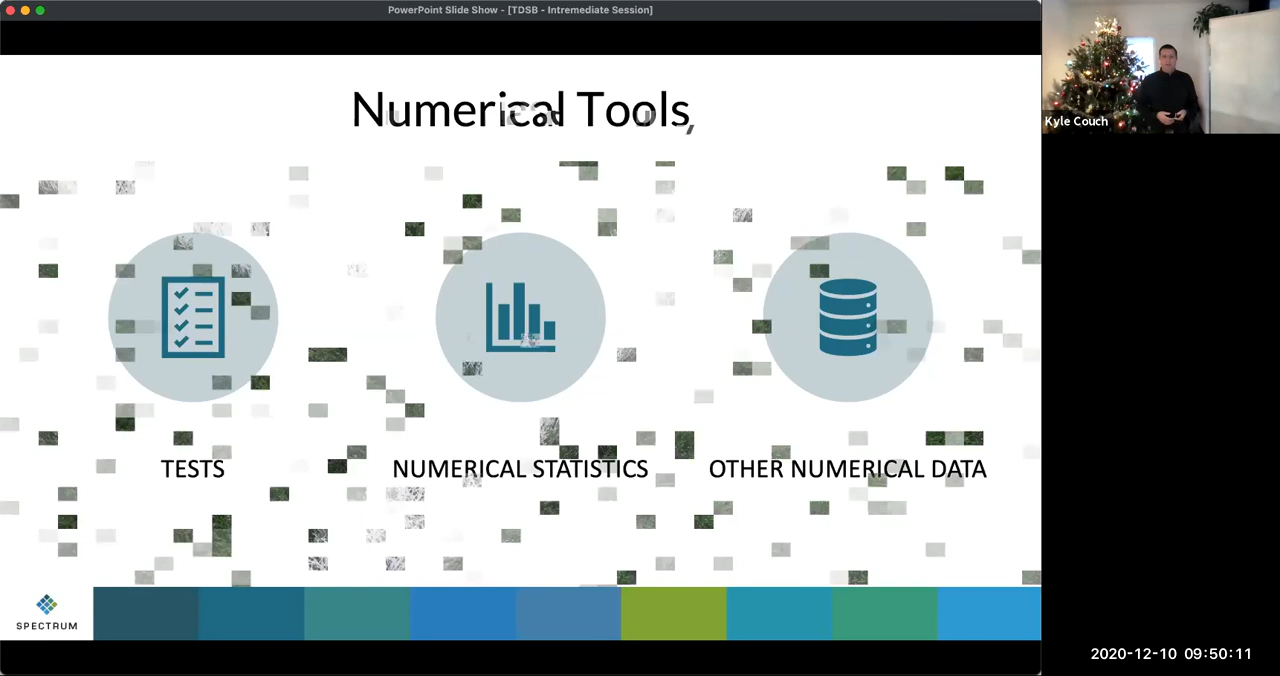 PowerPoint Slide Show - [TDSB - Intremediate Session]
Numerical Tools
Kyle Couch
TESTS
NUMERICAL STATISTICS
OTHER NUMERICAL DATA
SPECTRUM
2020-12-10 09:50:11